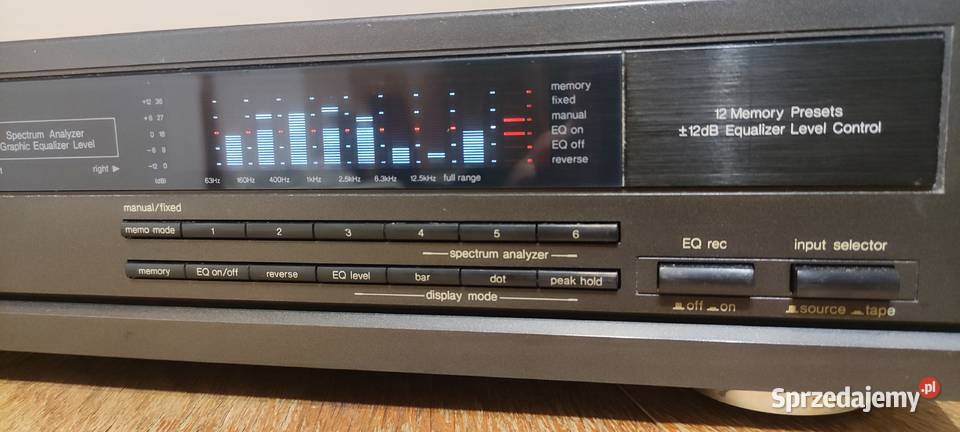 Spectrum Analyzer
Graphic Equalizer Level
right ▶
+12 36
+6 27
0 18
-6 9
-12 0
(dB)
63Hz 160Hz 400Hz 1kHz 2.5kHz 6.3kHz 12.5kHz full range
memory
fixed
manual
EQ on
EQ off
reverse
12 Memory Presets
±12dB Equalizer Level Control
manual/fixed
memo mode 1 2 3 4 5 6
spectrum analyzer
memory EQ on/off reverse EQ level bar dot peak hold
display mode
EQ rec
off on
input selector
source tape
Sprzedajemy.pl